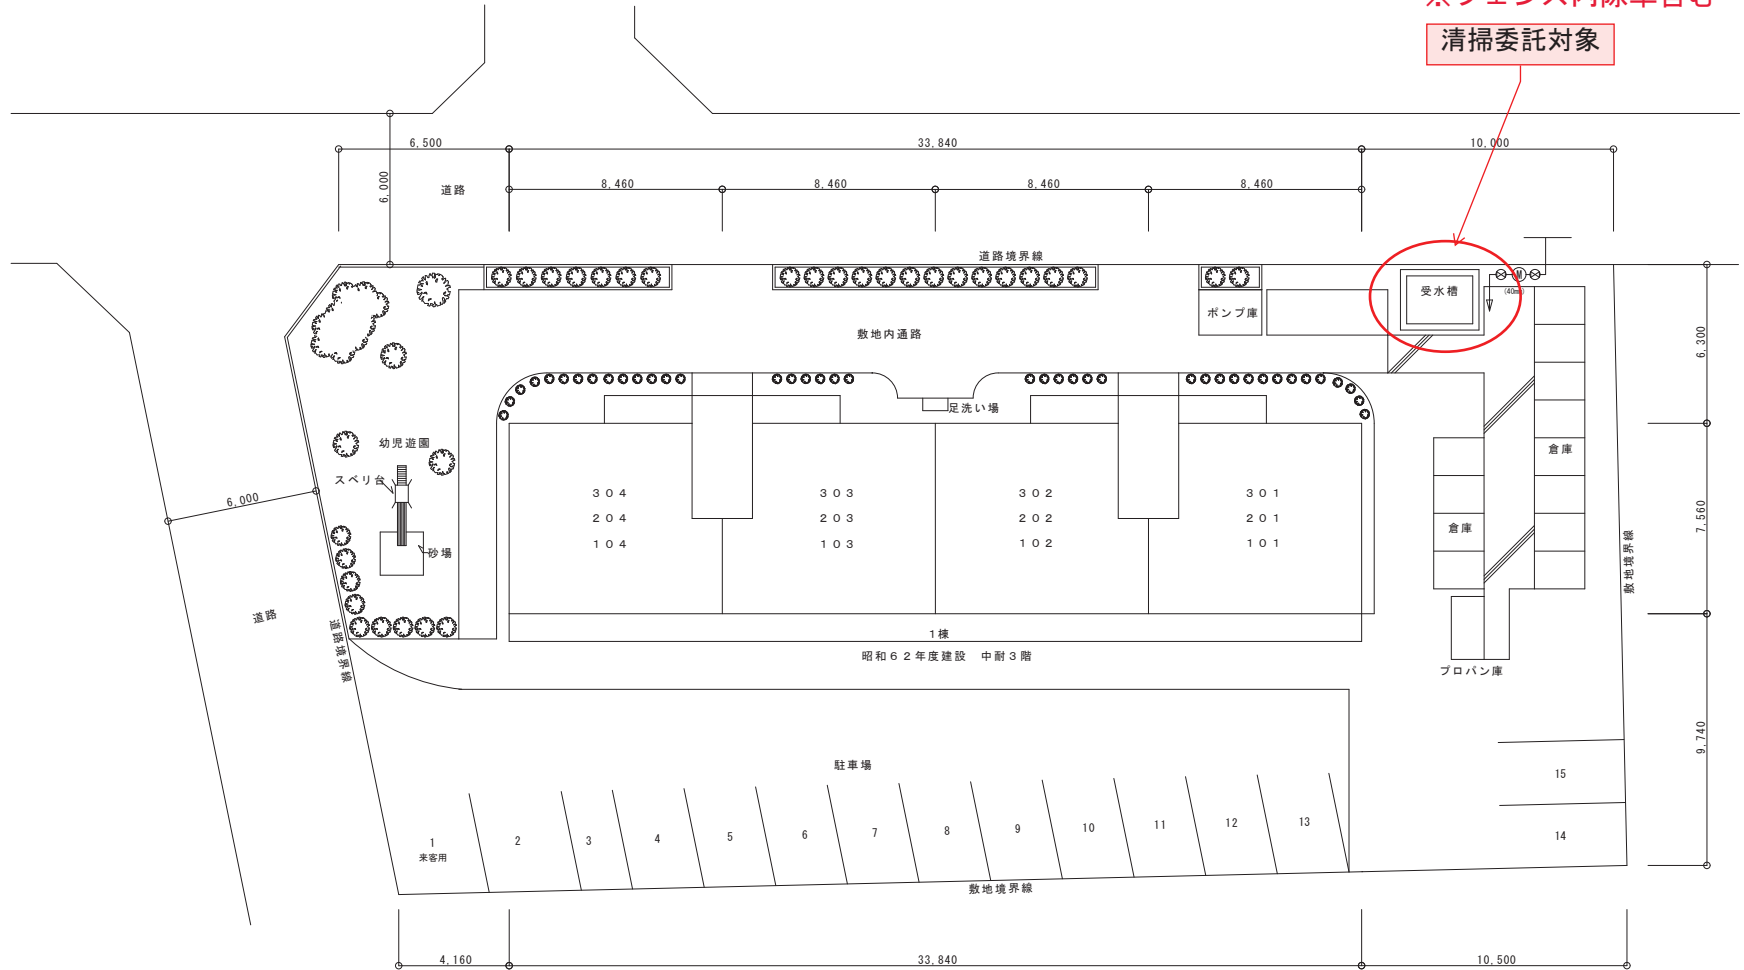 清掃委託対象
6,500
33,840
10,000
6,000
道路
8,460
8,460
8,460
8,460
道路境界線
受水槽
M
(40mm)
ポンプ庫
敷地内通路
6,300
足洗い場
幼児遊園
スベリ台
倉庫
6,000
304
303
302
301
204
203
202
201
104
103
102
101
7,560
倉庫
砂場
敷地境界線
道路
道路境界線
1棟
昭和62年度建設 中耐3階
プロパン庫
9,740
駐車場
15
14
1
来客用
2
3
4
5
6
7
8
9
10
11
12
13
敷地境界線
4,160
33,840
10,500